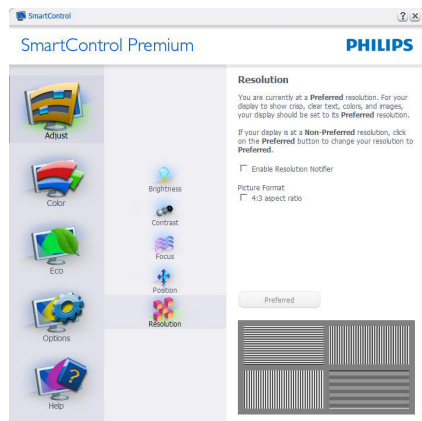 SmartControl
SmartControl Premium
PHILIPS
Adjust
Color
Eco
Options
Help
Brightness
Contrast
Focus
Position
Resolution
Resolution
You are currently at a Preferred resolution. For your
display to show crisp, clear text, colors, and images,
your display should be set to its Preferred resolution.
If your display is at a Non-Preferred resolution, click
on the Preferred button to change your resolution to
Preferred.
Enable Resolution Notifier
Picture Format
4:3 aspect ratio
Preferred